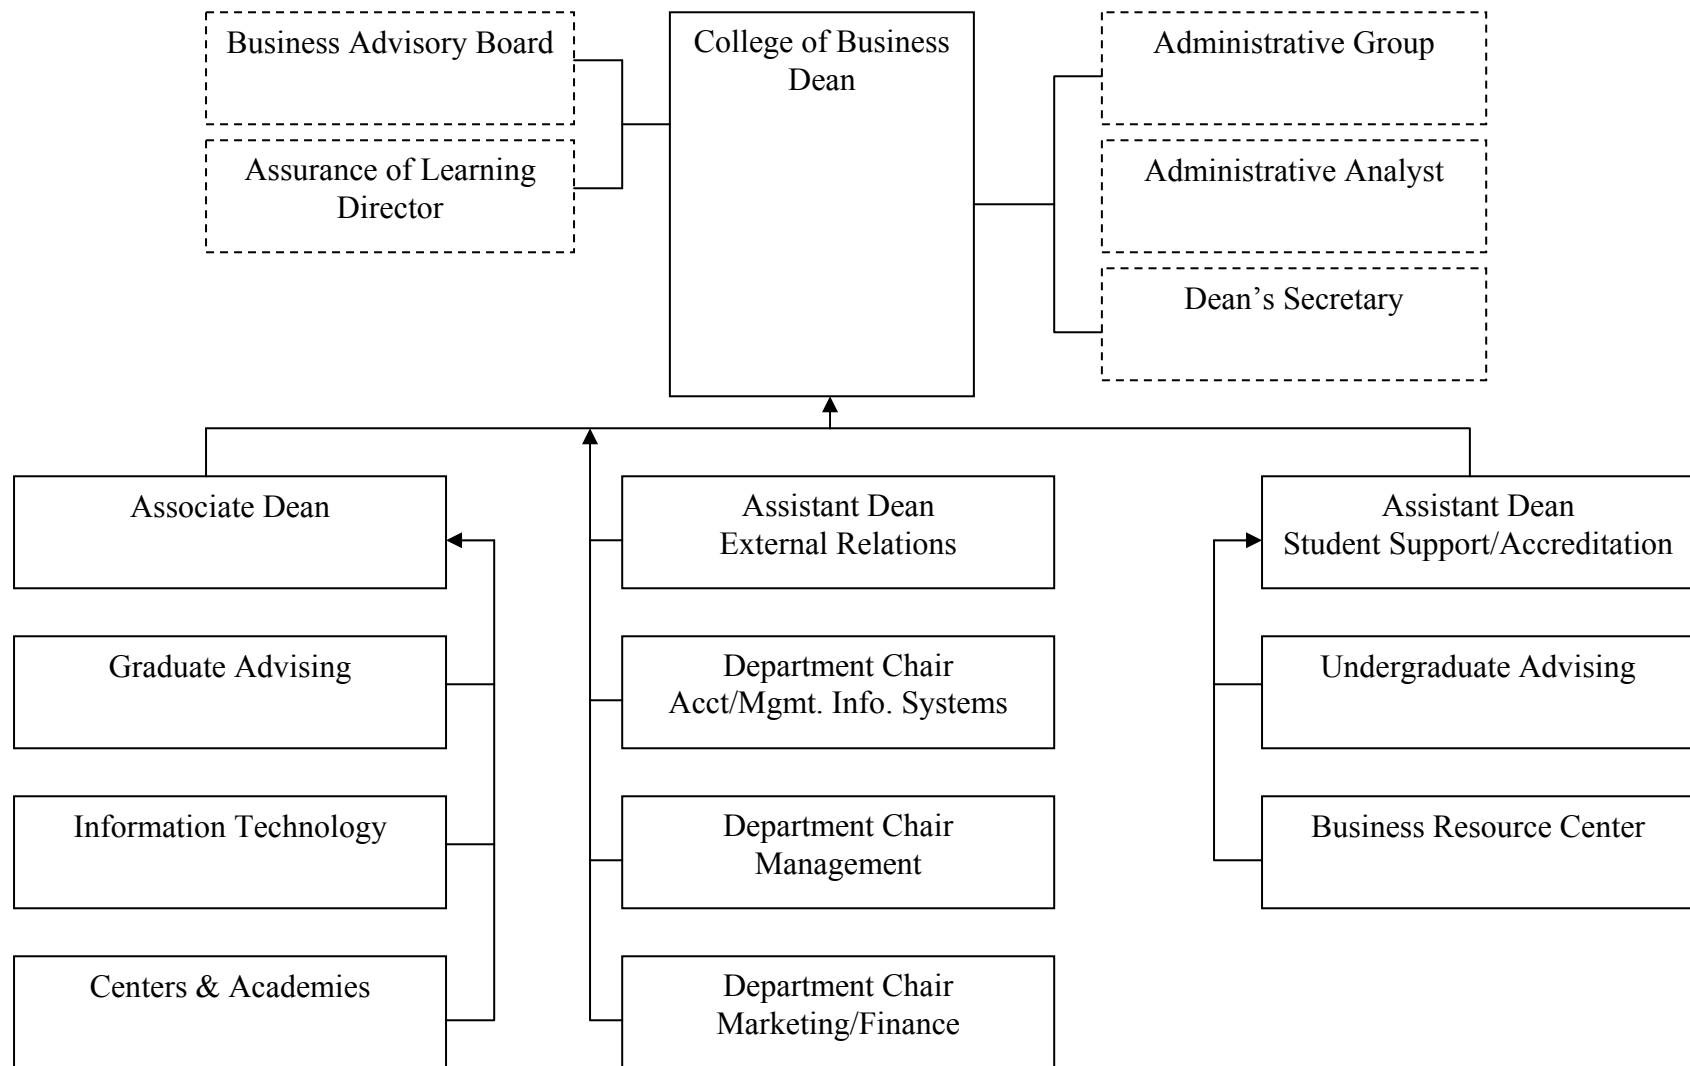 Business Advisory Board
College of Business
Dean
Administrative Group
Assurance of Learning
Director
Administrative Analyst
Dean’s Secretary
Associate Dean
Assistant Dean
External Relations
Assistant Dean
Student Support/Accreditation
Graduate Advising
Department Chair
Acct/Mgmt. Info. Systems
Undergraduate Advising
Information Technology
Department Chair
Management
Business Resource Center
Centers & Academies
Department Chair
Marketing/Finance